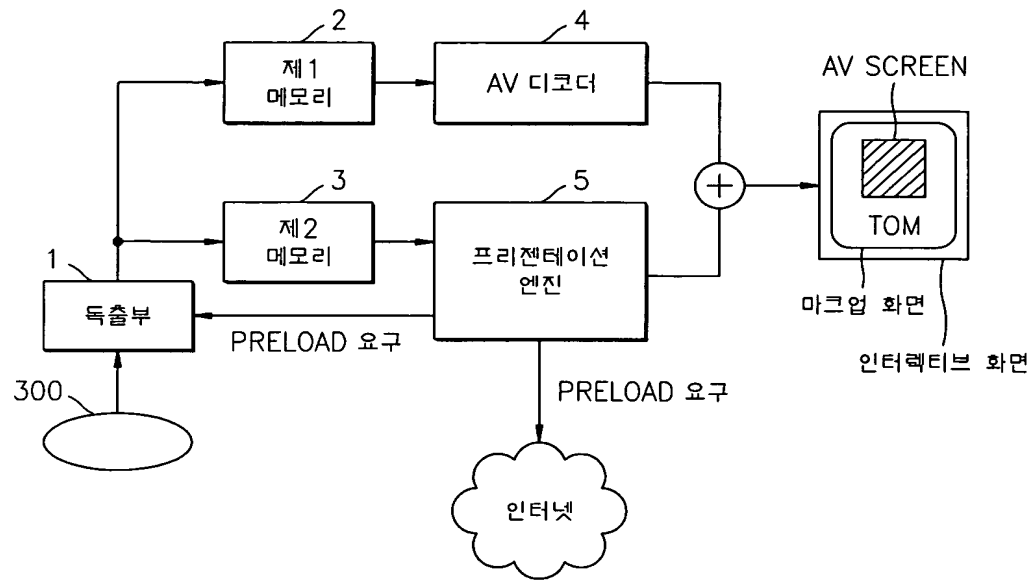 2
제1
메모리
4
AV 디코더
AV SCREEN
TOM
마크업 화면
인터렉티브 화면
3
제2
메모리
5
프리젠테이션
엔진
1
독출부
PRELOAD 요구
300
PRELOAD 요구
인터넷